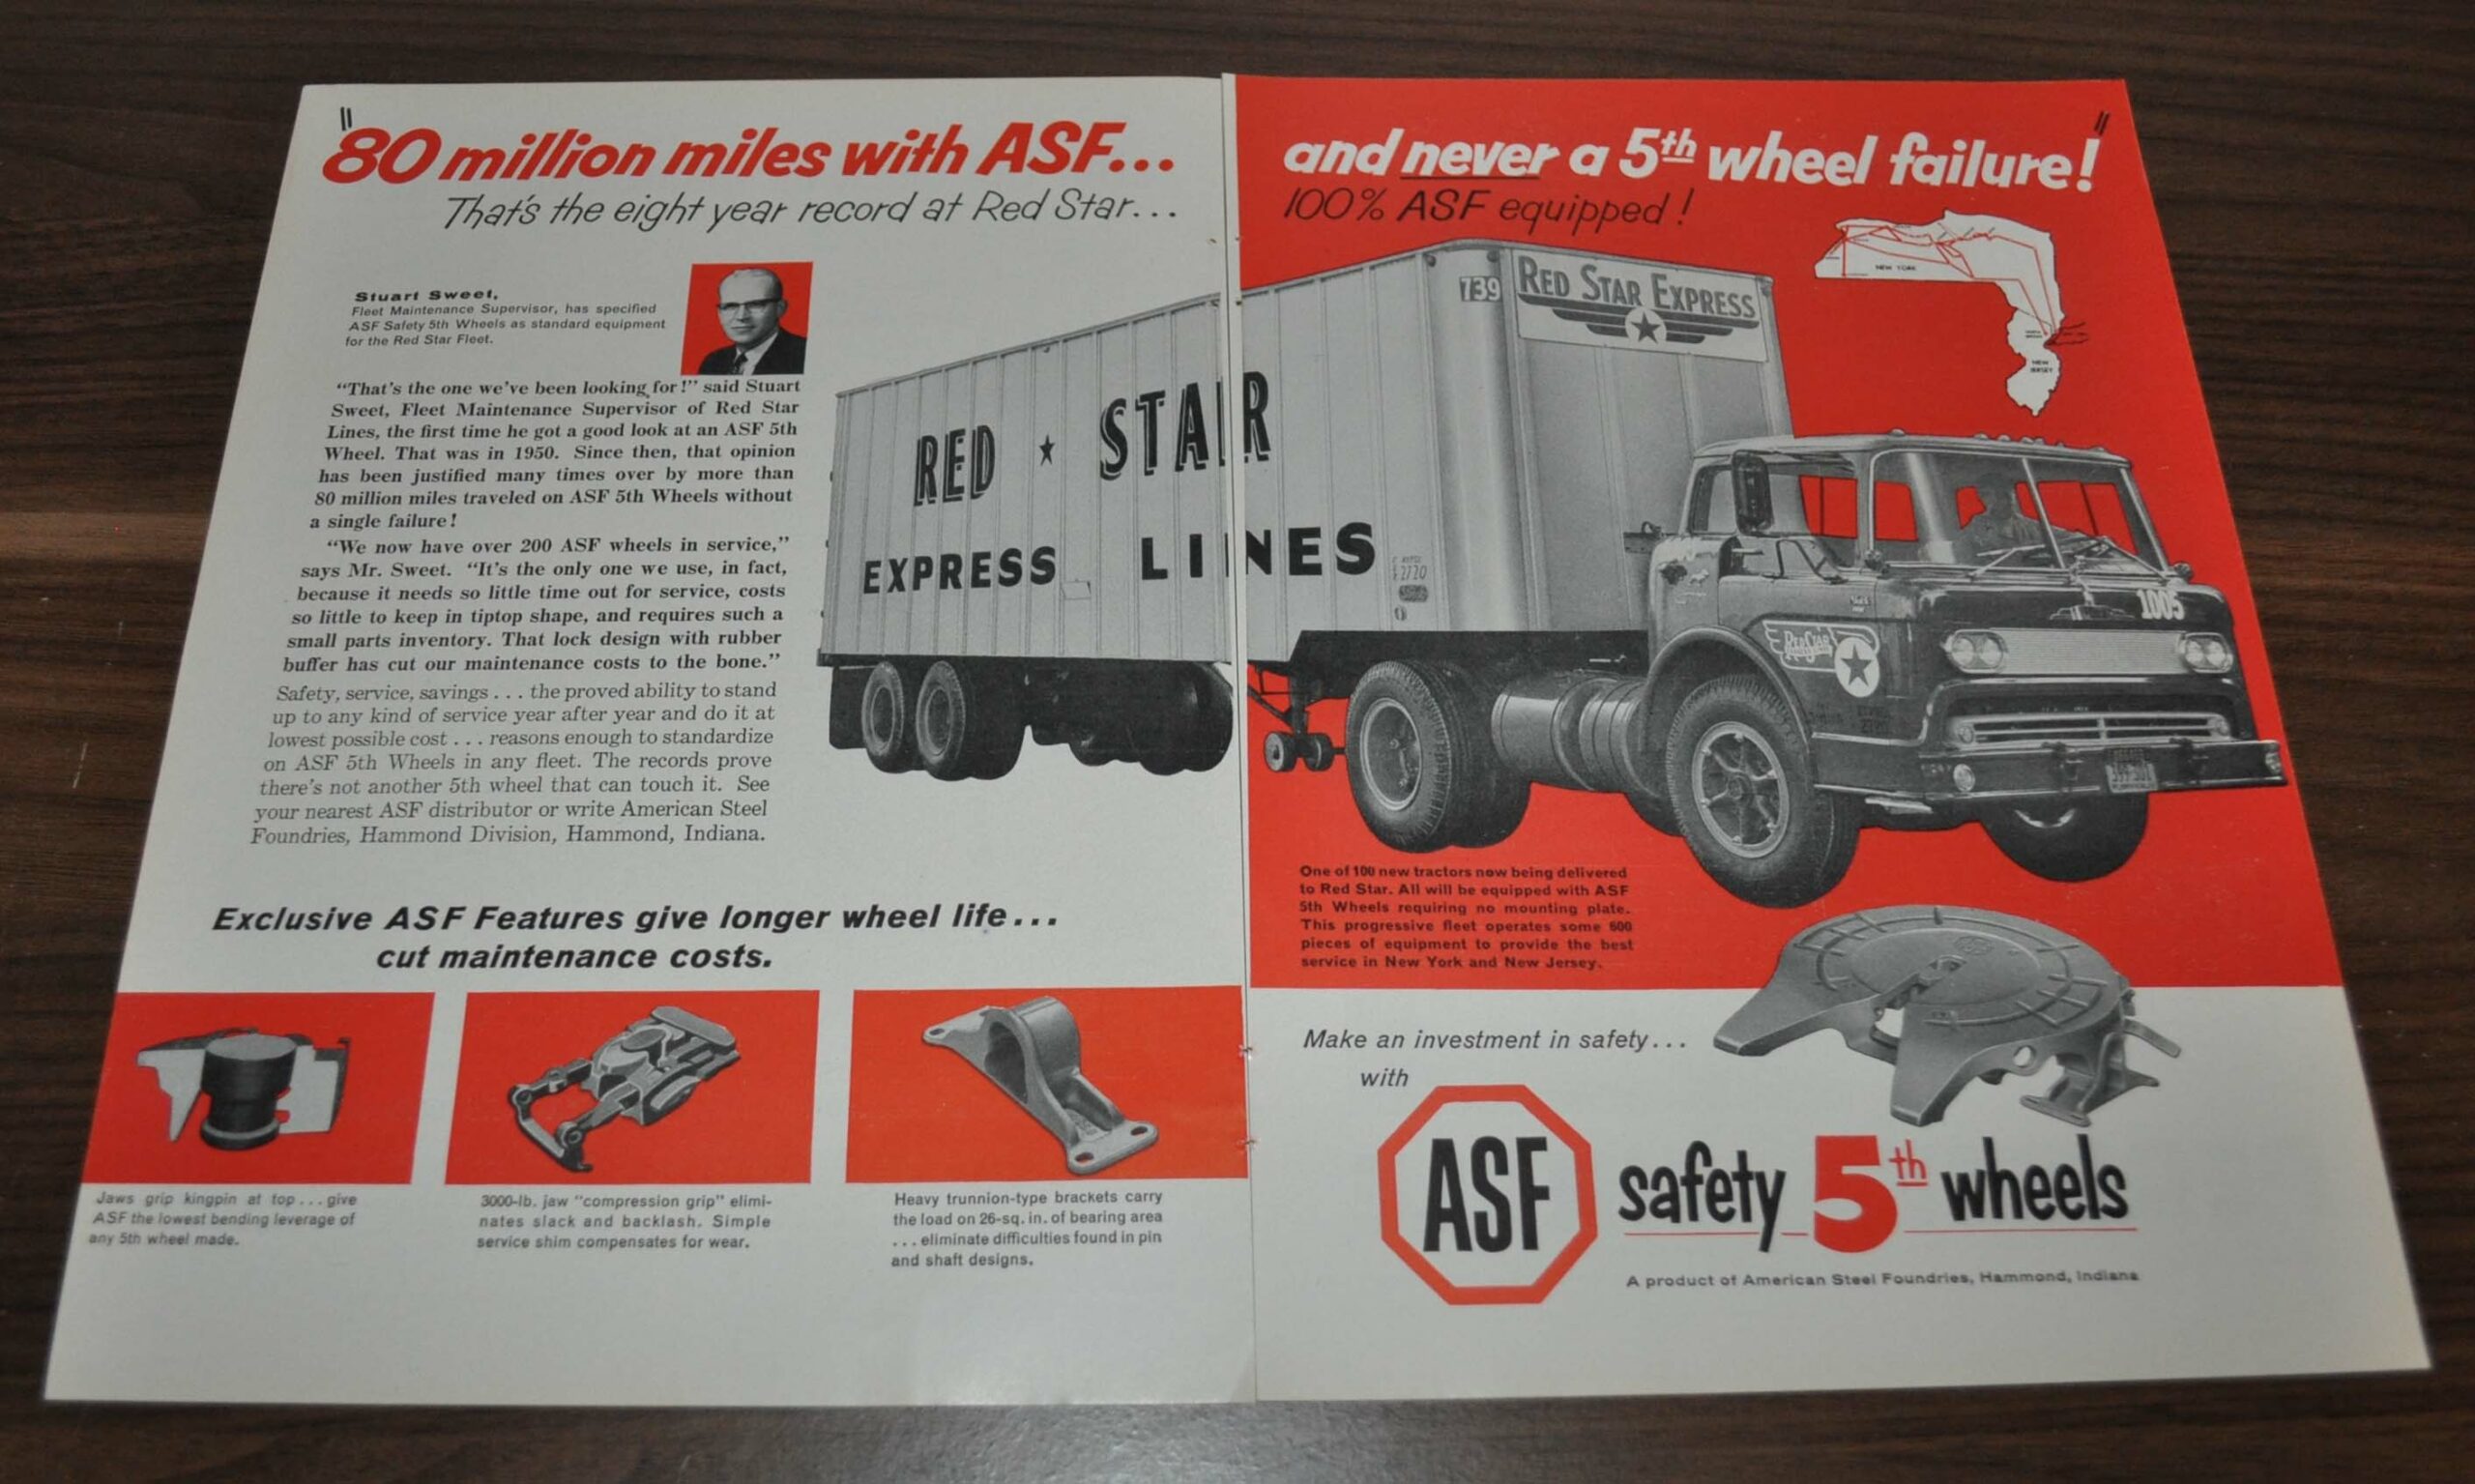 "80 million miles with ASF...
That's the eight year record at Red Star...
Stuart Sweet,
Fleet Maintenance Supervisor, has specified
ASF Safety 5th Wheels as standard equipment
for the Red Star Fleet.
"That's the one we've been looking for!" said Stuart
Sweet, Fleet Maintenance Supervisor of Red Star
Lines, the first time he got a good look at an ASF 5th
Wheel. That was in 1950. Since then, that opinion
has been justified many times over by more than
80 million miles traveled on ASF 5th Wheels without
a single failure!
"We now have over 200 ASF wheels in service,"
says Mr. Sweet. "It's the only one we use, in fact,
because it needs so little time out for service, costs
so little to keep in tiptop shape, and requires such a
small parts inventory. That lock design with rubber
buffer has cut our maintenance costs to the bone."
Safety, service, savings . . . the proved ability to stand
up to any kind of service year after year and do it at
lowest possible cost . . . reasons enough to standardize
on ASF 5th Wheels in any fleet. The records prove
there's not another 5th wheel that can touch it. See
your nearest ASF distributor or write American Steel
Foundries, Hammond Division, Hammond, Indiana.
RED ★ STAR
EXPRESS LINES
Exclusive ASF Features give longer wheel life...
cut maintenance costs.
Jaws grip kingpin at top...give
ASF the lowest bending leverage of
any 5th wheel made.
3000-lb. jaw "compression grip" elimi-
nates slack and backlash. Simple
service shim compensates for wear.
Heavy trunnion-type brackets carry
the load on 26-sq. in. of bearing area
...eliminate difficulties found in pin
and shaft designs.
and never a 5th wheel failure!"
100% ASF equipped!
NEW YORK
NEW
JERSEY
739
RED STAR EXPRESS
2720
1005
RED STAR
One of 100 new tractors now being delivered
to Red Star. All will be equipped with ASF
5th Wheels requiring no mounting plate.
This progressive fleet operates some 600
pieces of equipment to provide the best
service in New York and New Jersey.
Make an investment in safety...
with
ASF
safety 5th wheels
A product of American Steel Foundries, Hammond, Indiana